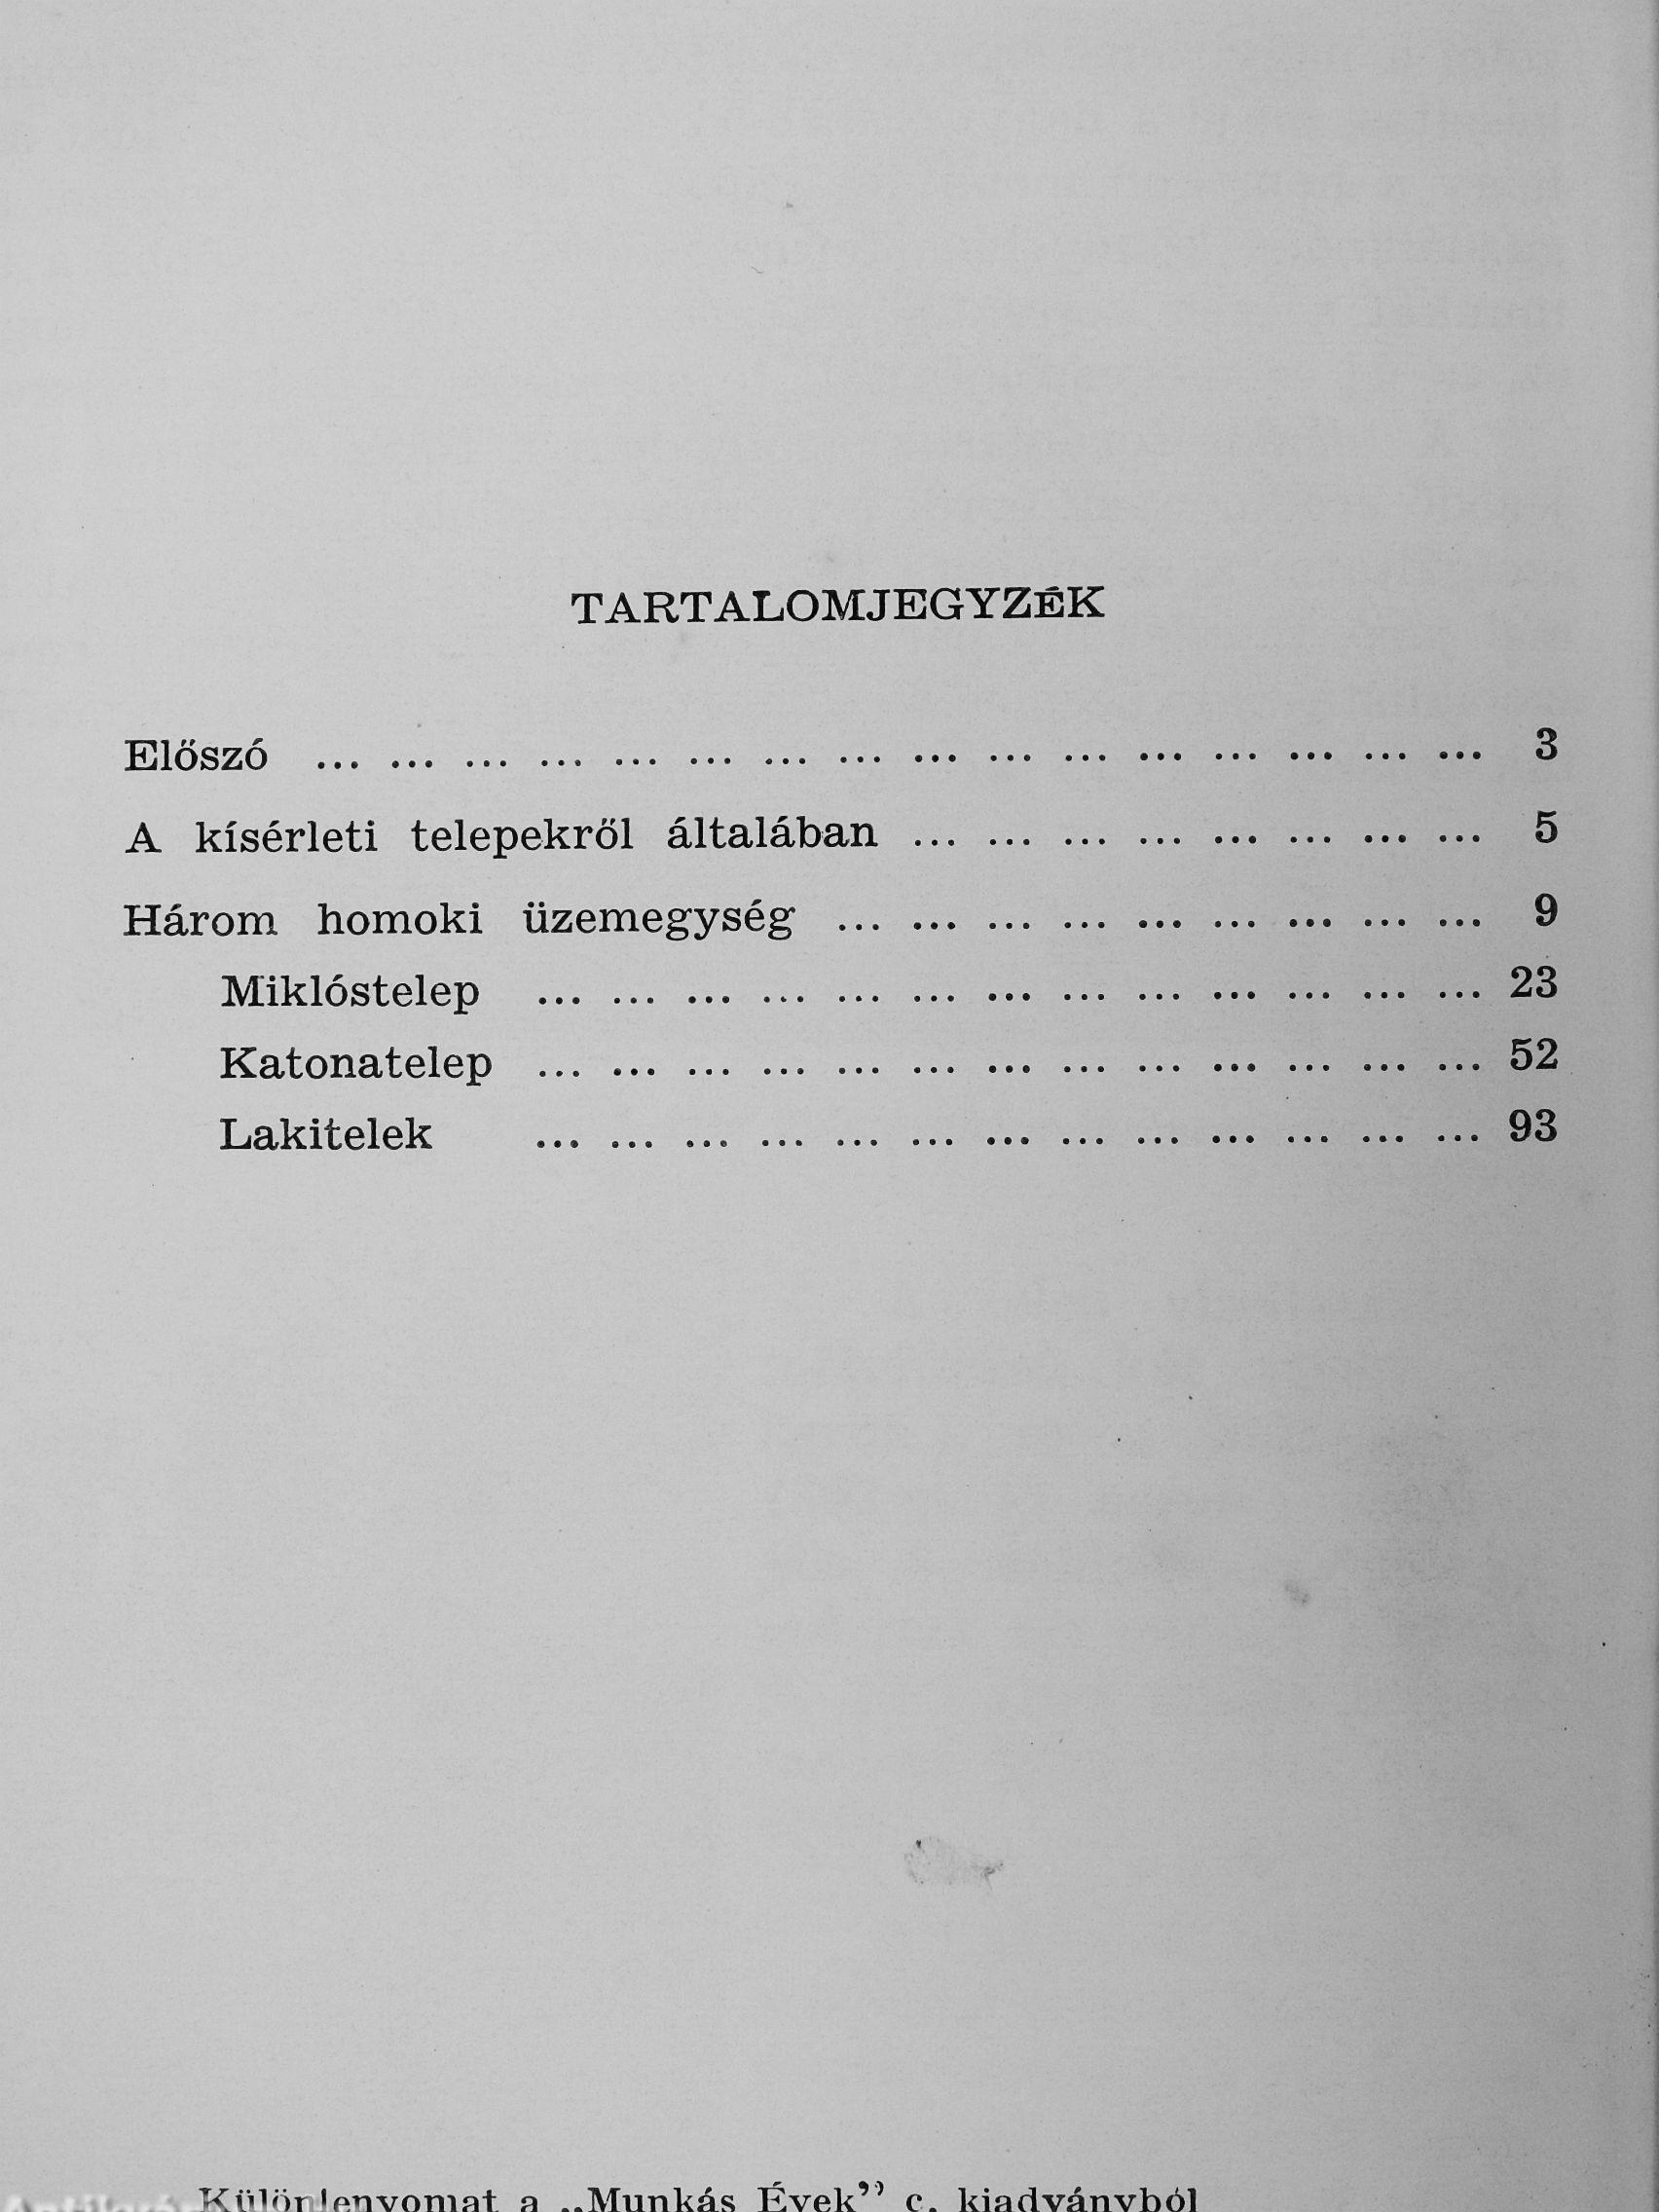 TARTALOMJEGYZÉK
Előszó ... ... ... ... ... ... ... ... ... ... ... ... ... ... ... ... 3
A kísérleti telepekről általában ... ... ... ... ... ... ... ... 5
Három homoki üzemegység ... ... ... ... ... ... ... ... ... 9
Miklóstelep ... ... ... ... ... ... ... ... ... ... ... ... ... 23
Katonatelep ... ... ... ... ... ... ... ... ... ... ... ... ... 52
Lakitelek ... ... ... ... ... ... ... ... ... ... ... ... ... 93
Különlenyomat a „Munkás Évek” c. kiadványból